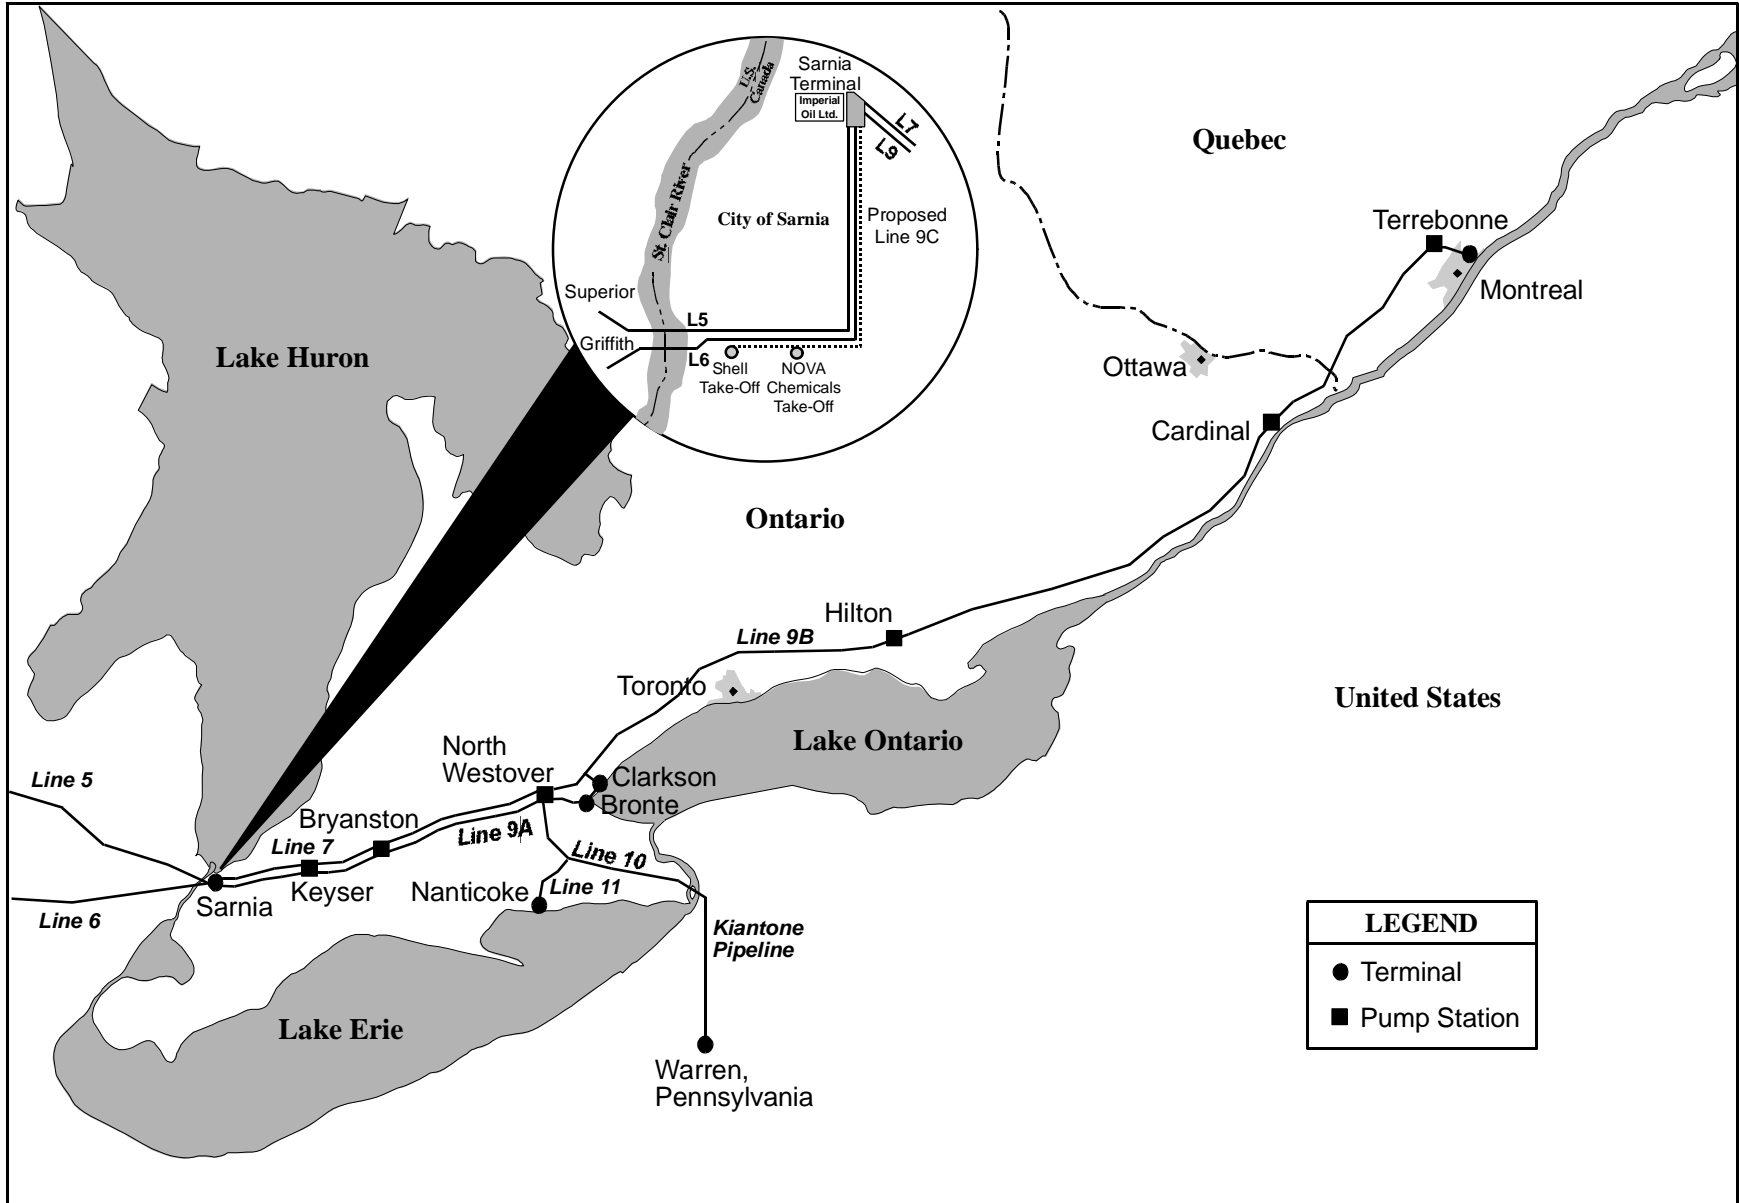 U.S.
Canada
Sarnia
Terminal
Imperial
Oil Ltd.
L7
L9
St. Clair River
City of Sarnia
Proposed
Line 9C
Superior
L5
Griffith
L6
Shell
Take-Off
NOVA
Chemicals
Take-Off
Quebec
Terrebonne
Montreal
Ottawa
Cardinal
Lake Huron
Ontario
Hilton
Line 9B
Toronto
United States
Lake Ontario
North
Westover
Clarkson
Bronte
Line 5
Bryanston
Line 9A
Line 7
Line 10
Keyser
Nanticoke
Line 11
Sarnia
Line 6
Kiantone
Pipeline
Lake Erie
Warren,
Pennsylvania
LEGEND
Terminal
Pump Station